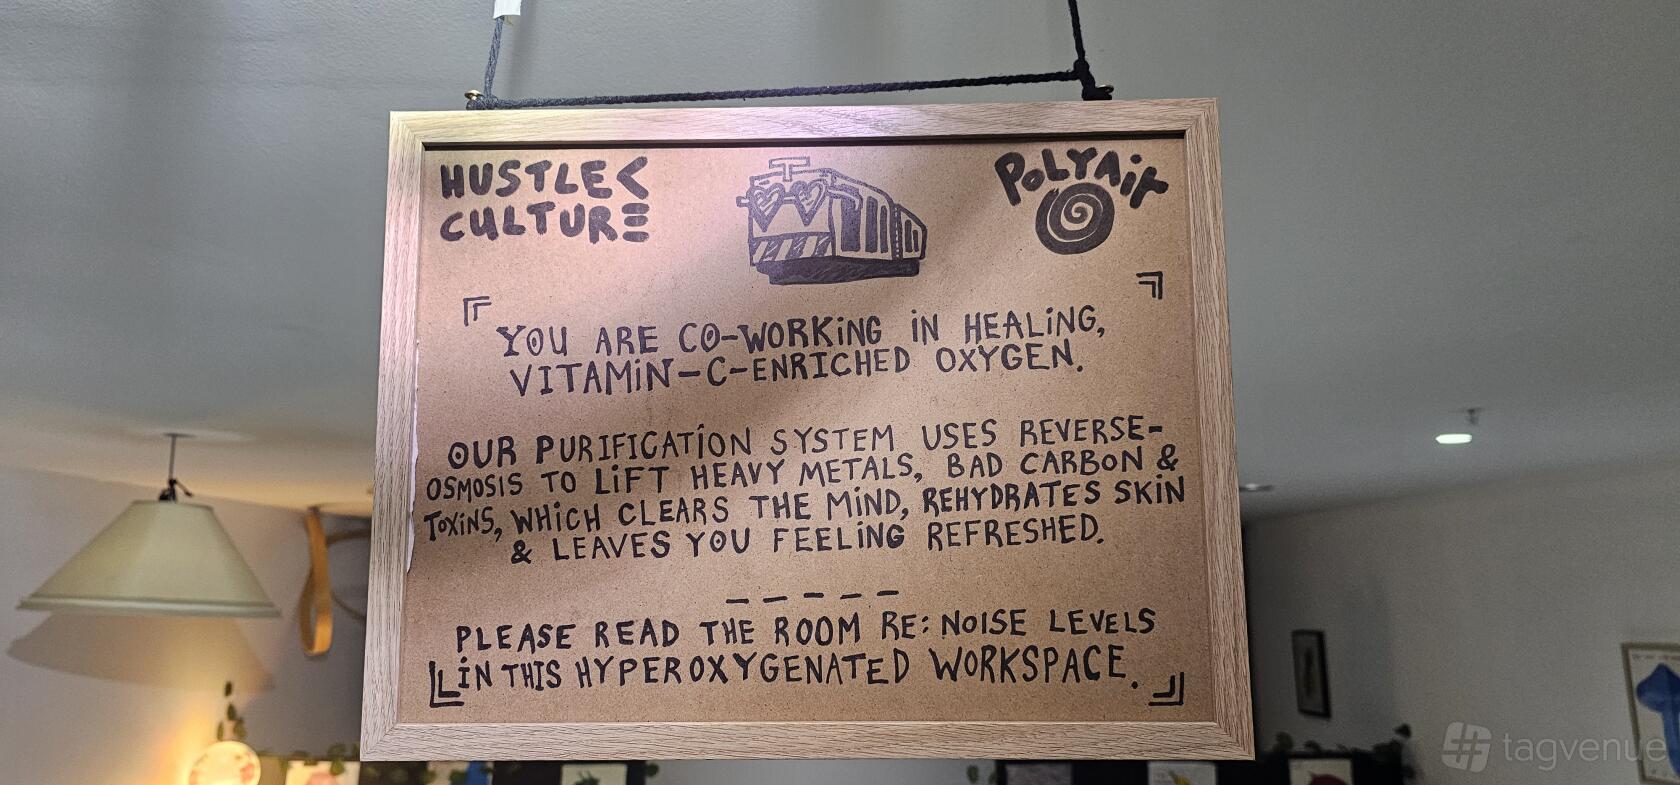 HUSTLE
CULTURE
POLYAIR
YOU ARE CO-WORKING IN HEALING,
VITAMIN-C-ENRICHED OXYGEN.
OUR PURIFICATION SYSTEM USES REVERSE-
OSMOSIS TO LIFT HEAVY METALS, BAD CARBON &
TOXINS, WHICH CLEARS THE MIND, REHYDRATES SKIN
& LEAVES YOU FEELING REFRESHED.
PLEASE READ THE ROOM RE: NOISE LEVELS
IN THIS HYPEROXYGENATED WORKSPACE.
tagvenue